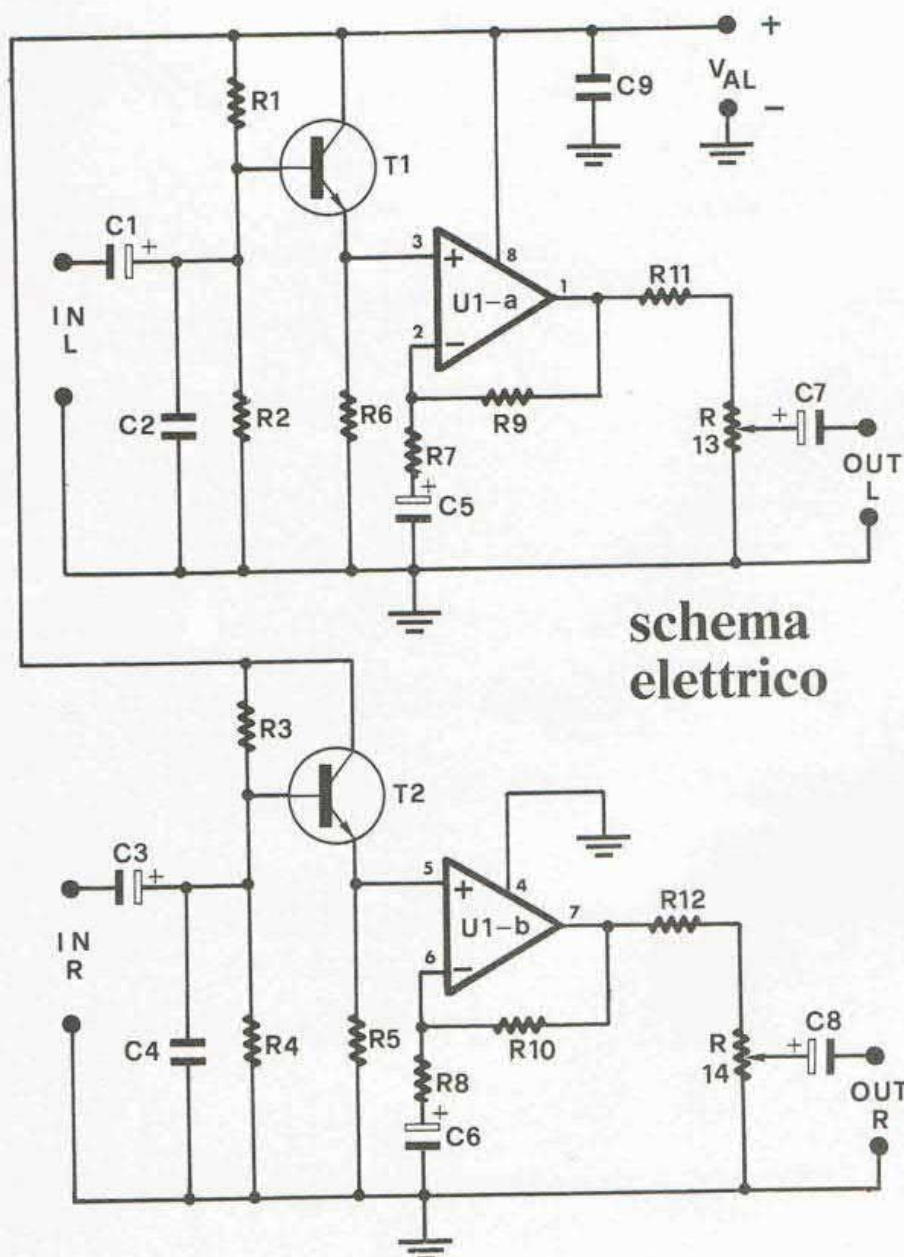 +
R1
C9
V AL
−
T1
C1
+
3
+
8
U1-a
1
R11
IN
L
2
−
C2
R2
R6
R9
R
13
+
C7
R7
+
C5
OUT
L
schema
elettrico
R3
T2
C3
+
5
+
4
U1-b
7
R12
IN
R
6
−
C4
R4
R5
R10
R
14
+
C8
R8
+
C6
OUT
R